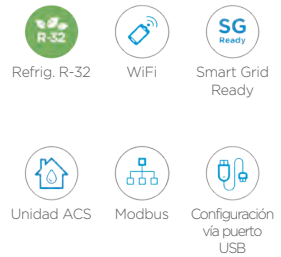 R-32
SG
Ready
Refrig. R-32
WiFi
Smart Grid
Ready
Unidad ACS
Modbus
Configuración
vía puerto
USB